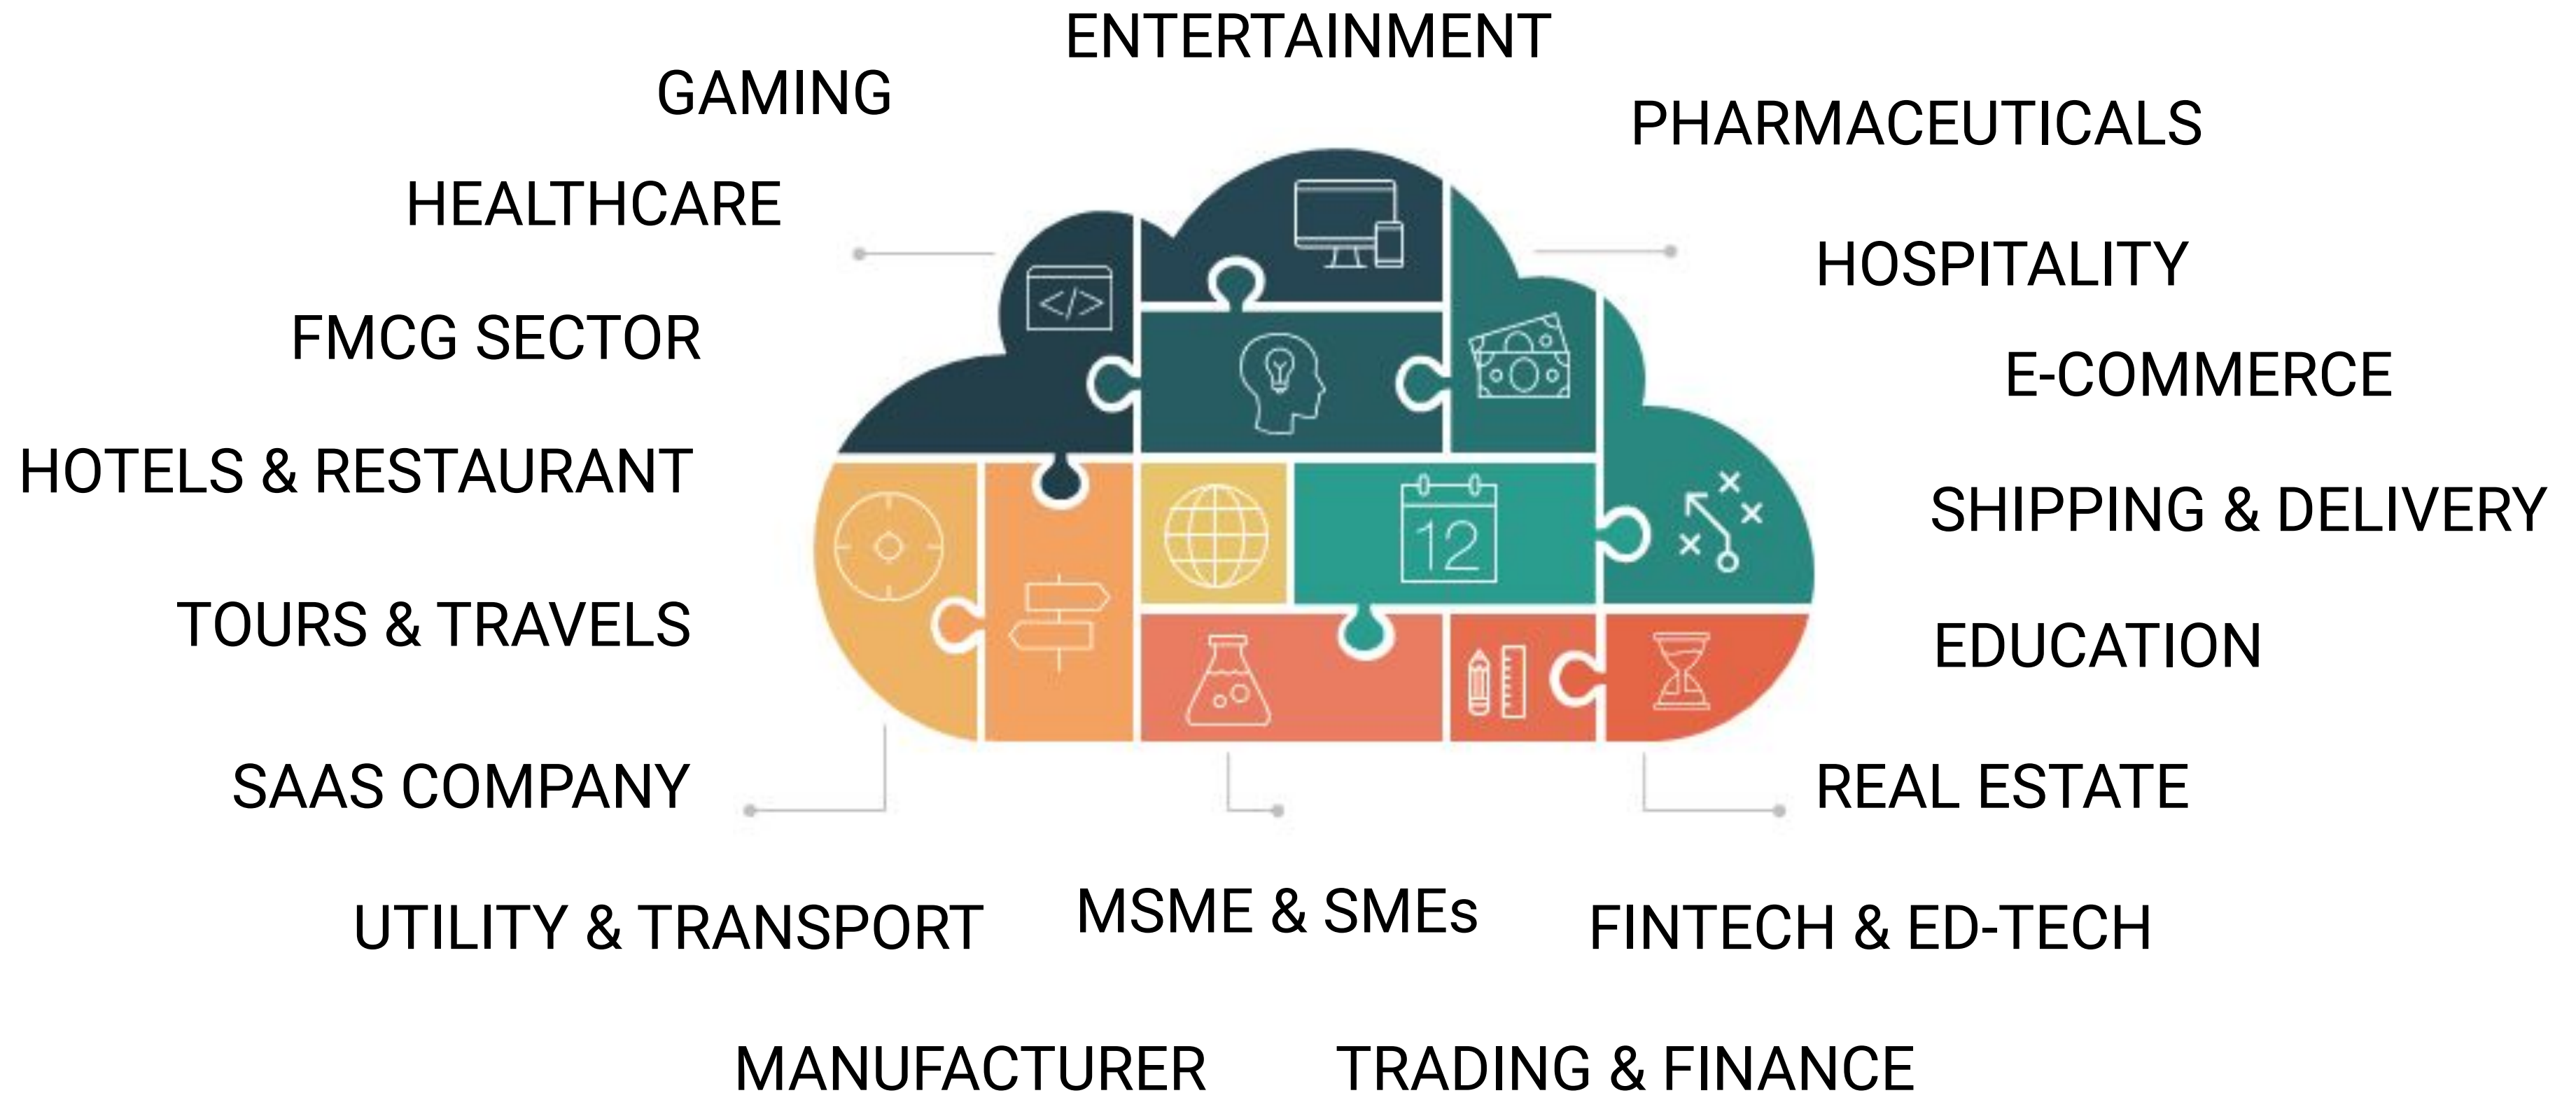 ENTERTAINMENT
GAMING
PHARMACEUTICALS
HEALTHCARE
HOSPITALITY
</>
FMCG SECTOR
E-COMMERCE
HOTELS & RESTAURANT
SHIPPING & DELIVERY
12
TOURS & TRAVELS
EDUCATION
SAAS COMPANY
REAL ESTATE
UTILITY & TRANSPORT
MSME & SMEs
FINTECH & ED-TECH
MANUFACTURER
TRADING & FINANCE